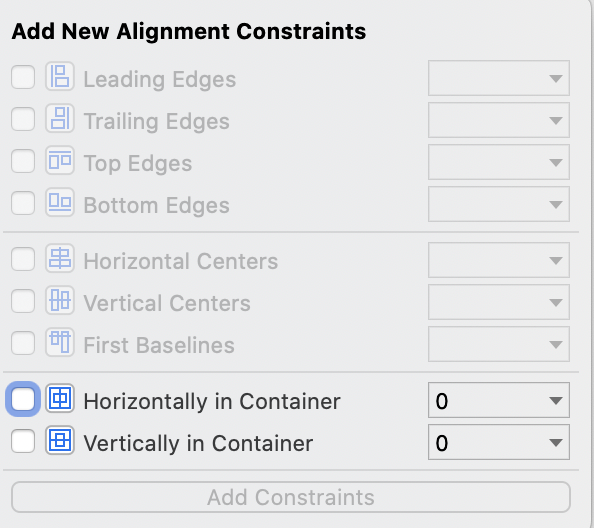 Add New Alignment Constraints
Leading Edges
Trailing Edges
Top Edges
Bottom Edges
Horizontal Centers
Vertical Centers
First Baselines
Horizontally in Container 0
Vertically in Container 0
Add Constraints